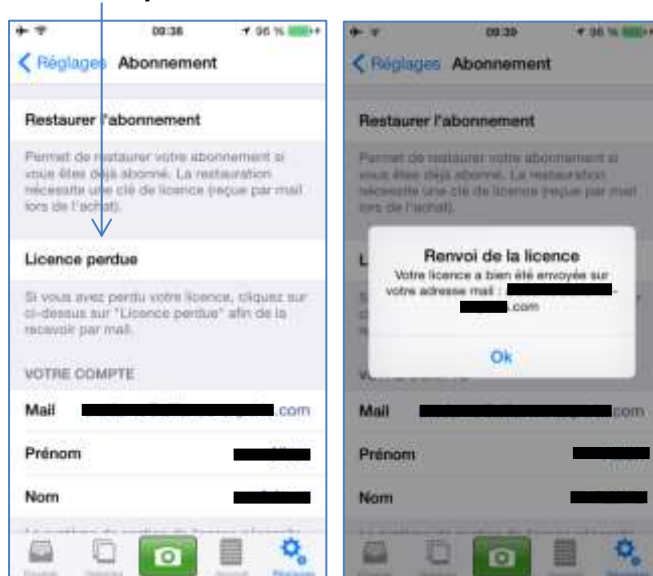 09:38
96 %
Réglages Abonnement
Restaurer l'abonnement
Permet de restaurer votre abonnement si
vous êtes déjà abonné. La restauration
nécessite une clé de licence (reçue par mail
lors de l'achat).
Licence perdue
Si vous avez perdu votre licence, cliquez sur
ci-dessus sur "Licence perdue" afin de la
recevoir par mail.
VOTRE COMPTE
Mail .com
Prénom
Nom
Réglages
09:39
96 %
Réglages Abonnement
Restaurer l'abonnement
Permet de restaurer votre abonnement si
vous êtes déjà abonné. La restauration
nécessite une clé de licence (reçue par mail
lors de l'achat).
Renvoi de la licence
Votre licence a bien été envoyée sur
votre adresse mail : -
.com
Ok
Mail .com
Prénom
Nom
Réglages